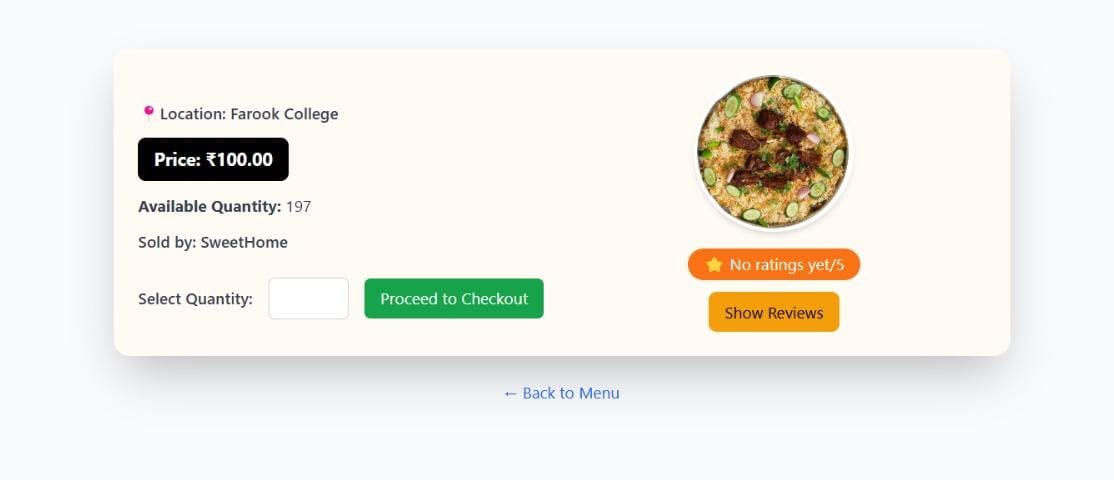 Location: Farook College
Price: ₹100.00
Available Quantity: 197
Sold by: SweetHome
Select Quantity:
Proceed to Checkout
No ratings yet/5
Show Reviews
← Back to Menu